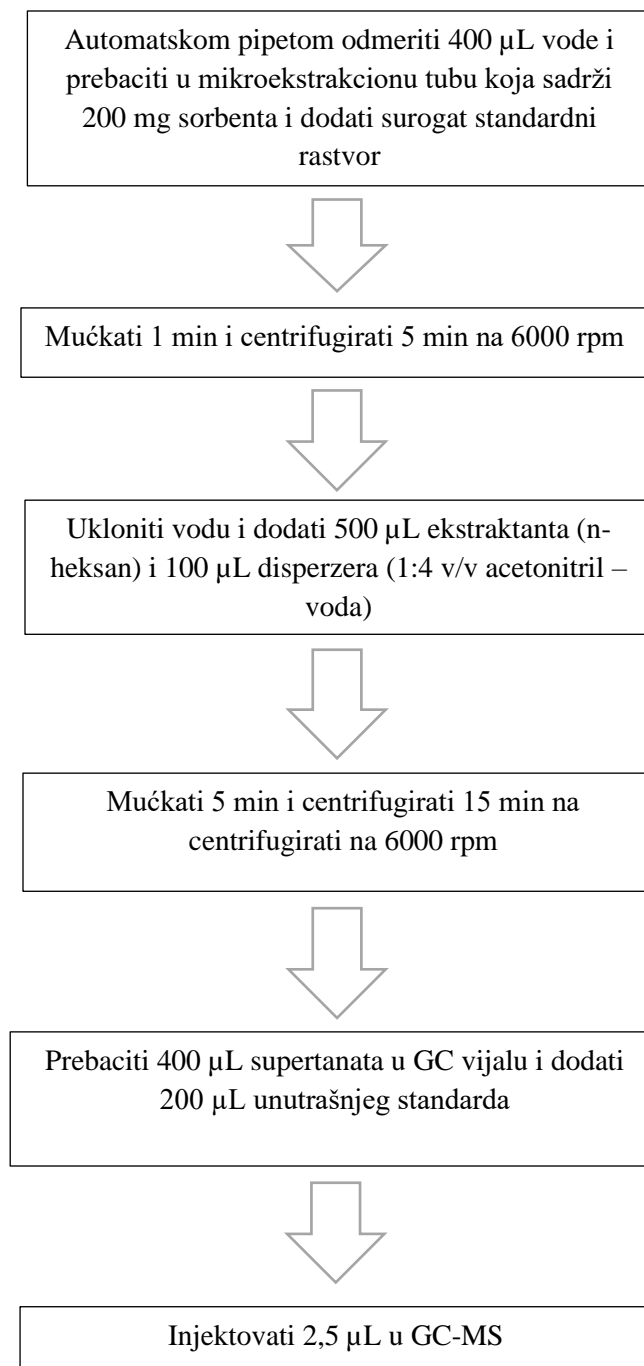 Automatskom pipetom odmeriti 400 µL vode i
prebaciti u mikroekstrakcionu tubu koja sadrži
200 mg sorbenta i dodati surogat standardni
rastvor
Mućkati 1 min i centrifugirati 5 min na 6000 rpm
Ukloniti vodu i dodati 500 µL ekstraktanta (n-
heksan) i 100 µL disperzera (1:4 v/v acetonitril –
voda)
Mućkati 5 min i centrifugirati 15 min na
centrifugirati na 6000 rpm
Prebaciti 400 µL supertanata u GC vijalu i dodati
200 µL unutrašnjeg standarda
Injektovati 2,5 µL u GC-MS